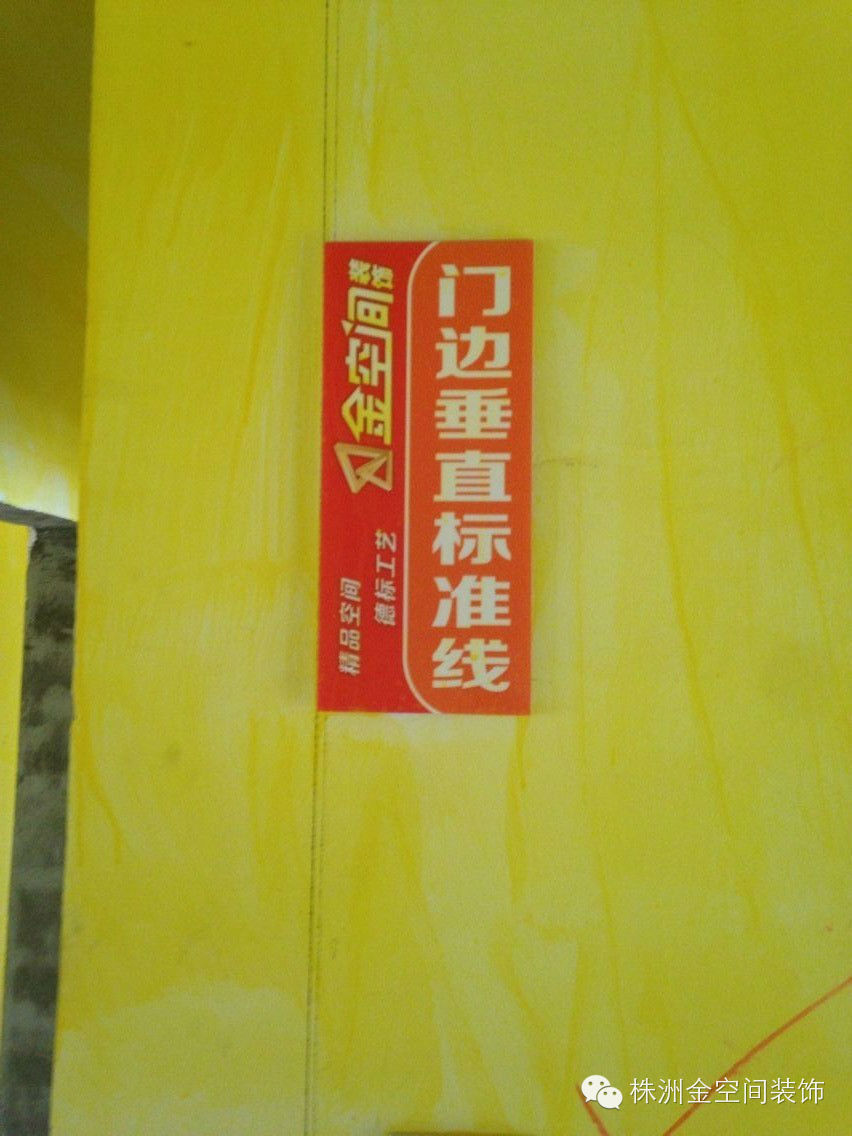 金空间装饰
精品空间
德标工艺
门边垂直标准线
株洲金空间装饰